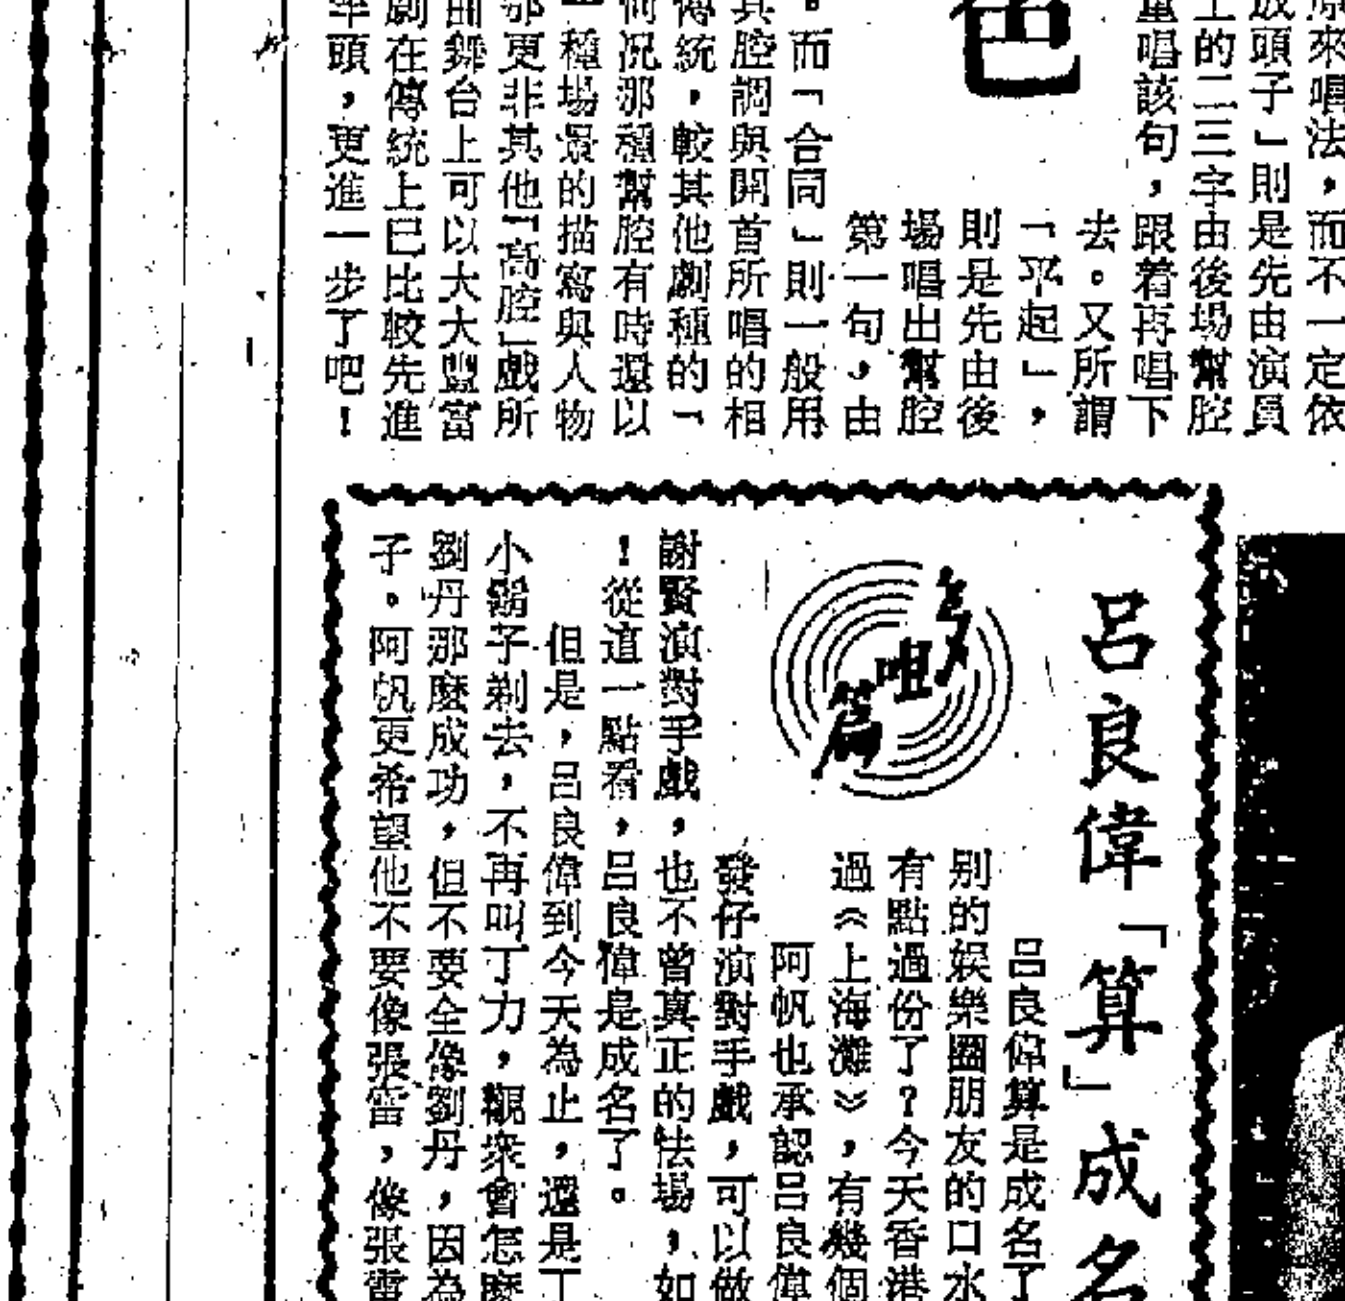 色
原來唱法，而不一定依
放頭子」則是先由演員
上的二三字由後場幫腔
重唱該句，跟着再唱下
去。又所謂
「平起」，
則是先由後
場唱出幫腔
第一句，由
。而「合同」則一般用
其腔調與開首所唱的相
傳統，較其他劇種的「
何況那種幫腔有時還以
一種場景的描寫與人物
那更非其他「高腔」戲所
曲舞台上可以大大豐富
劇在傳統上已比較先進
年頭，更進一步了吧！
呂良偉「算」成名
多咀篇
呂良偉算是成名了
別的娛樂圈朋友的口水
有點過份了？今天香港
過《上海灘》，有幾個
阿帆也承認呂良偉
發仔演對手戲，可以做
謝賢演對手戲，也不曾真正的怯場，如
！從這一點看，呂良偉是成名了。
但是，呂良偉到今天為止，還是丁
小鬍子剃去，不再叫丁力，觀衆會怎麼
劉丹那麼成功，但不要全像劉丹，因為
子。阿帆更希望他不要像張雷，像張雷